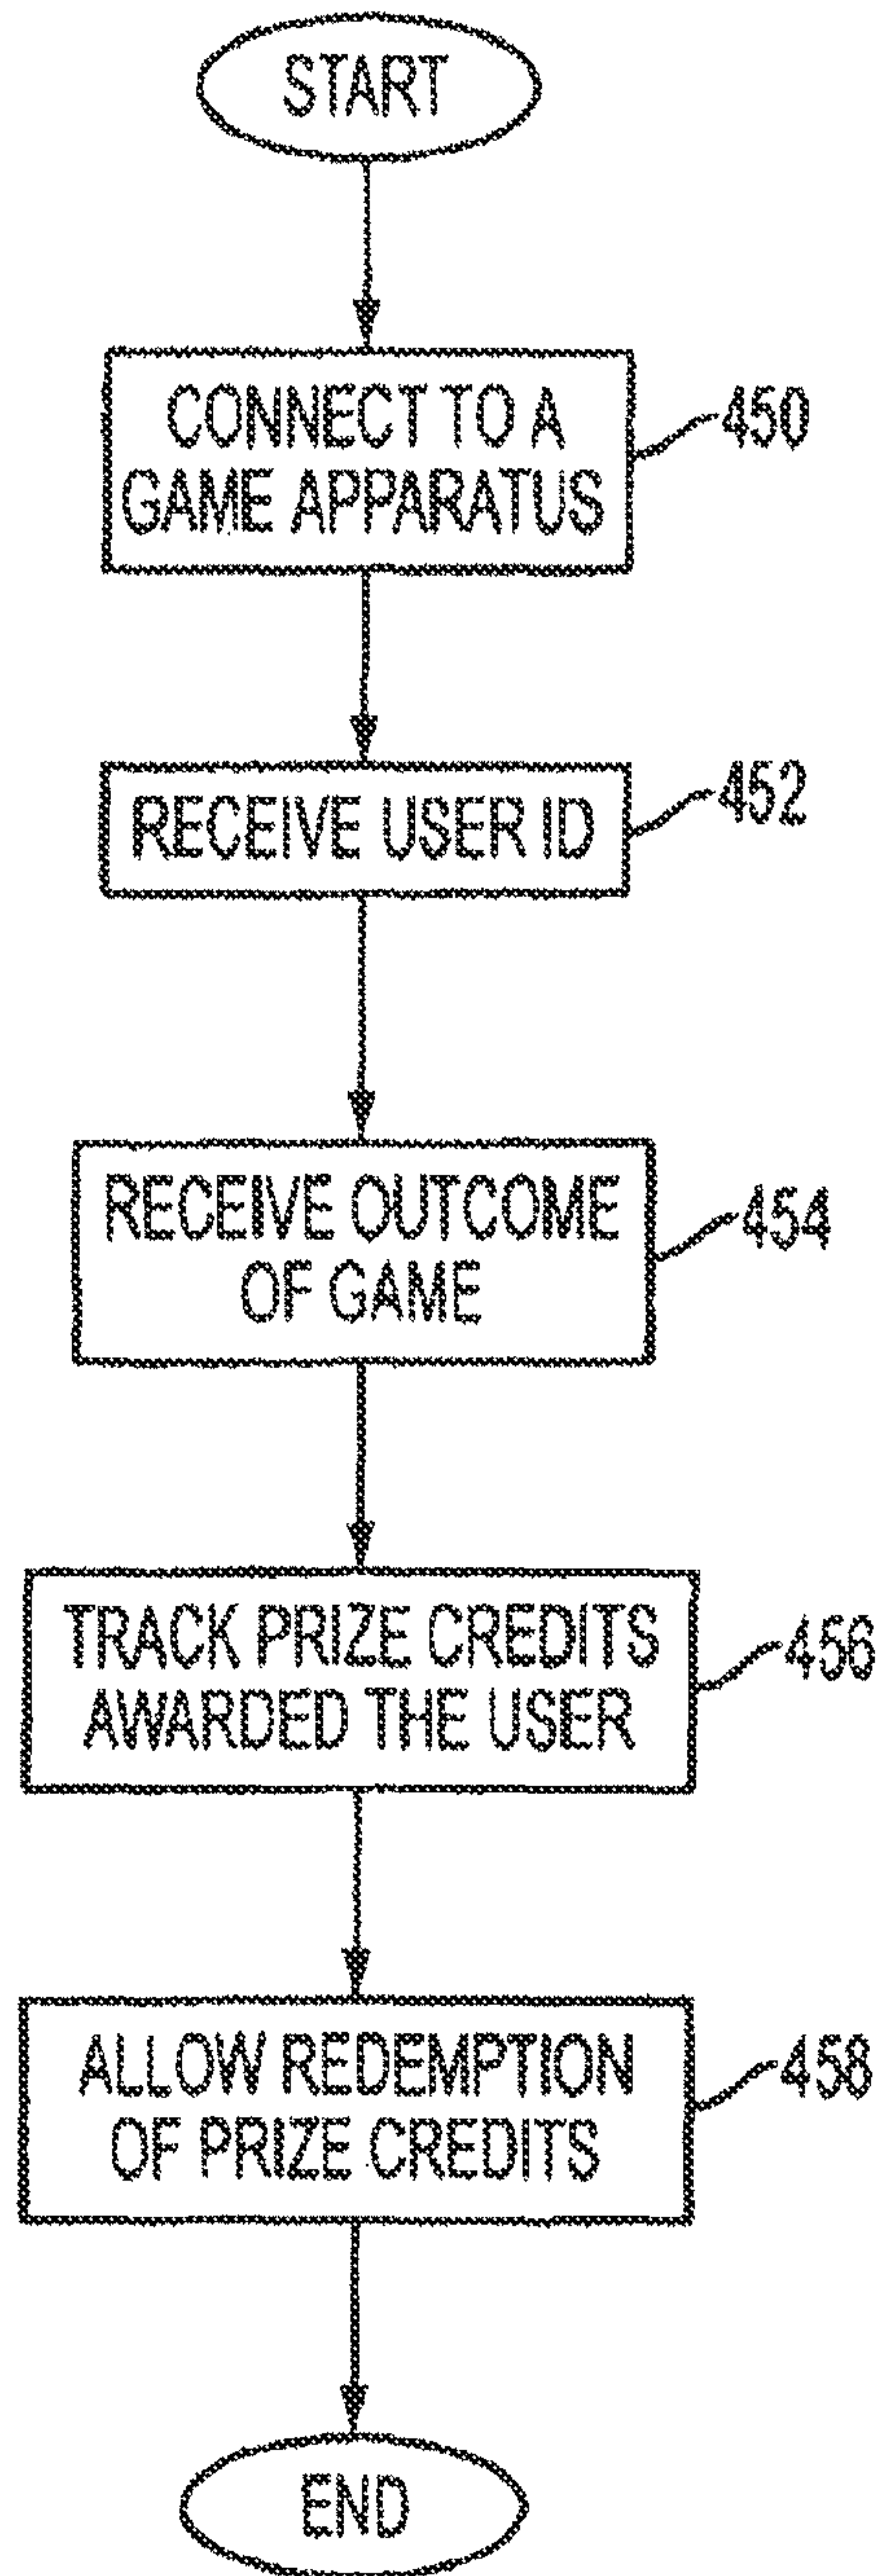 START
CONNECT TO A
GAME APPARATUS
450
RECEIVE USER ID
452
RECEIVE OUTCOME
OF GAME
454
TRACK PRIZE CREDITS
AWARDED THE USER
456
ALLOW REDEMPTION
OF PRIZE CREDITS
458
END